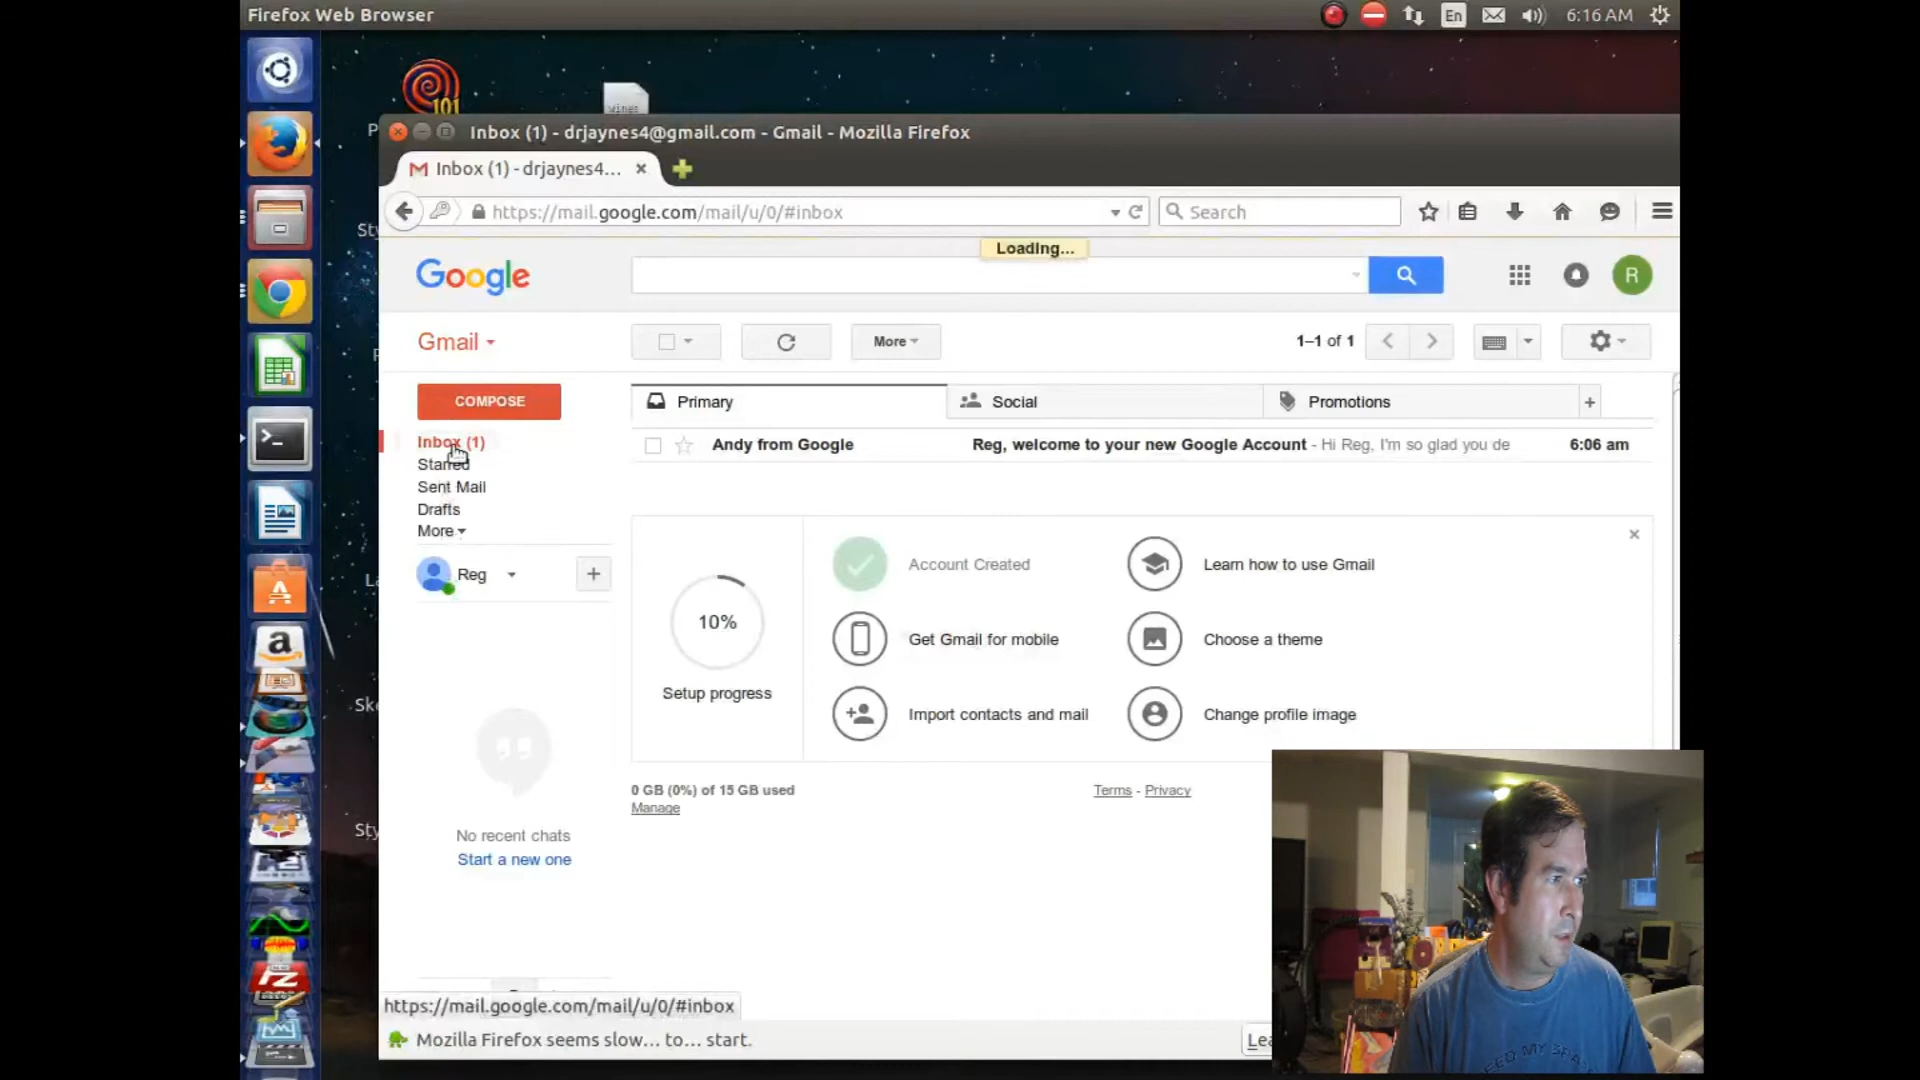 Firefox Web Browser
En
6:16 AM
101
wines
Inbox (1) - drjaynes4@gmail.com - Gmail - Mozilla Firefox
Inbox (1) - drjaynes4...
https://mail.google.com/mail/u/0/#inbox
Search
Loading...
Google
R
Gmail
More
1–1 of 1
COMPOSE
Primary
Social
Promotions
Inbox (1)
Andy from Google
Reg, welcome to your new Google Account - Hi Reg, I'm so glad you de
6:06 am
Starred
Sent Mail
Drafts
More
Reg
Account Created
Learn how to use Gmail
10%
Get Gmail for mobile
Choose a theme
Setup progress
Import contacts and mail
Change profile image
0 GB (0%) of 15 GB used
Manage
Terms - Privacy
No recent chats
Start a new one
https://mail.google.com/mail/u/0/#inbox
Mozilla Firefox seems slow... to... start.